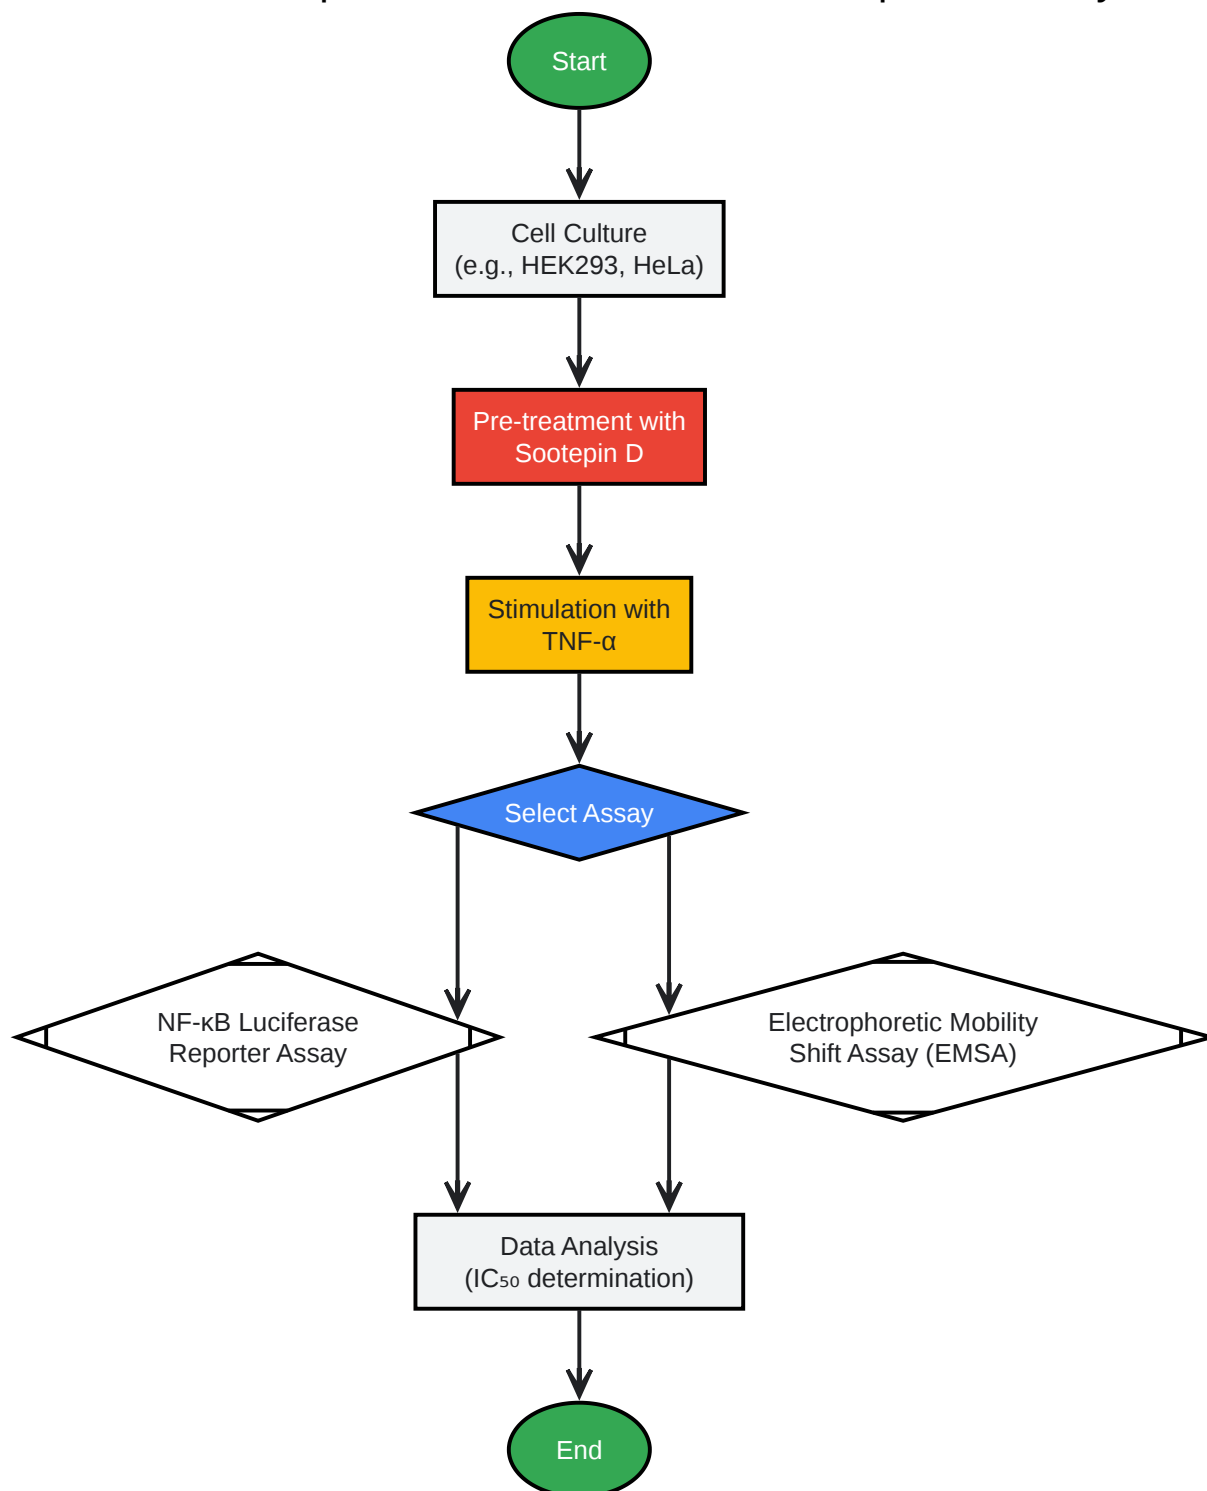 Start
Cell Culture
(e.g., HEK293, HeLa)
Pre-treatment with
Sootepin D
Stimulation with
TNF-α
Select Assay
NF-κB Luciferase
Reporter Assay
Electrophoretic Mobility
Shift Assay (EMSA)
Data Analysis
(IC₅₀ determination)
End